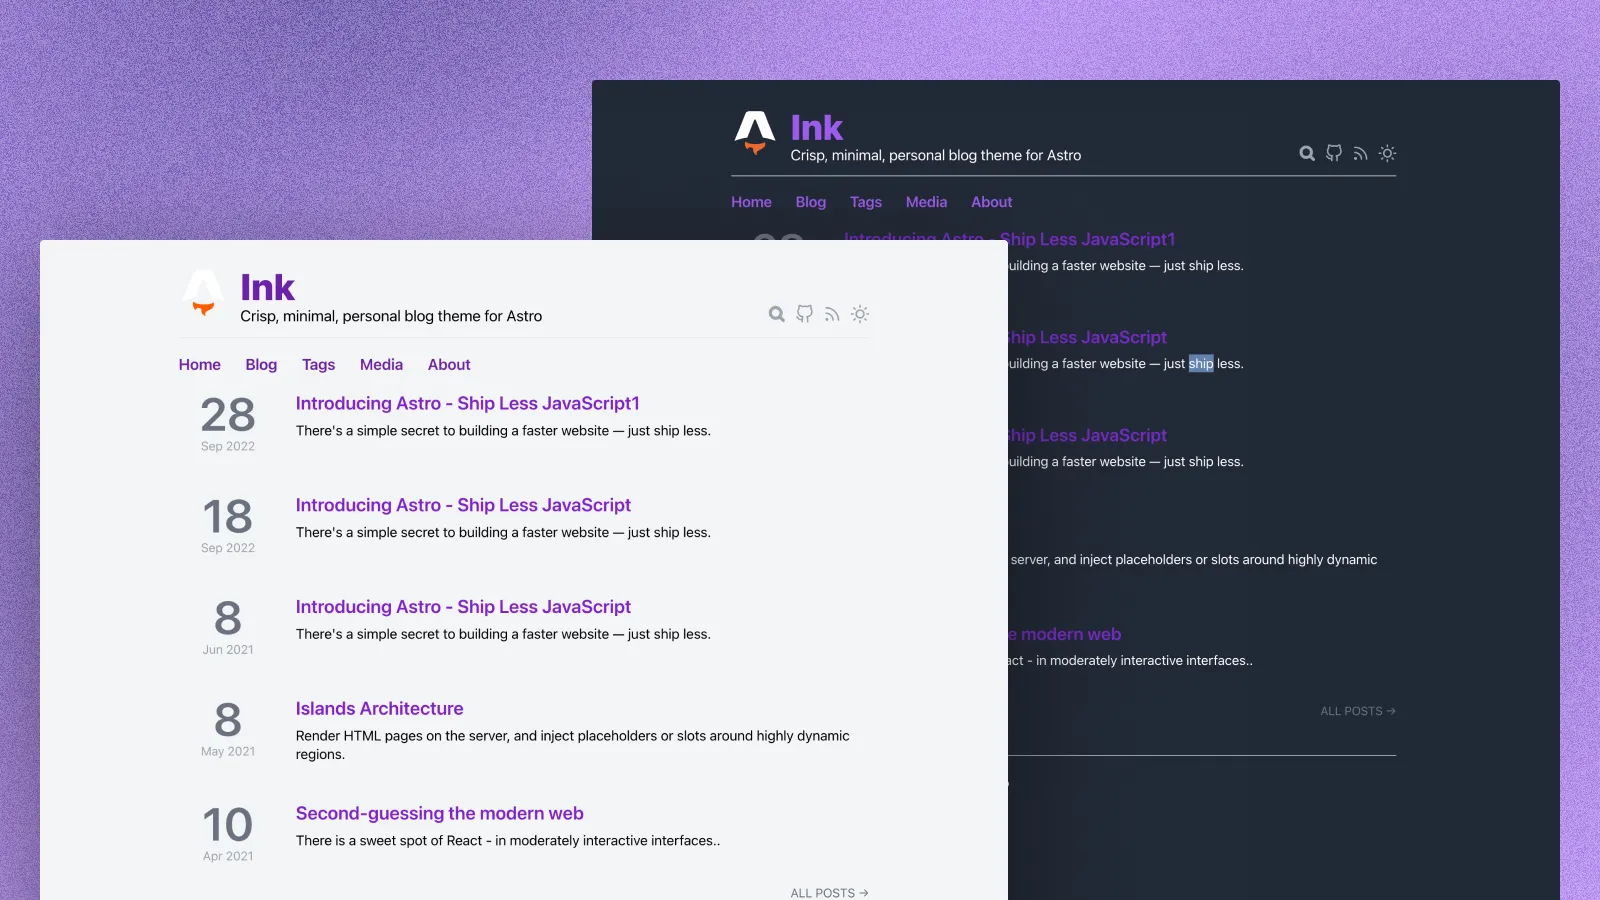 Ink
Crisp, minimal, personal blog theme for Astro
Home Blog Tags Media About
Introducing Astro - Ship Less JavaScript1
uilding a faster website — just ship less.
Ship Less JavaScript
uilding a faster website — just ship less.
Ship Less JavaScript
uilding a faster website — just ship less.
server, and inject placeholders or slots around highly dynamic
e modern web
act - in moderately interactive interfaces..
ALL POSTS →
Ink
Crisp, minimal, personal blog theme for Astro
Home Blog Tags Media About
28
Sep 2022
Introducing Astro - Ship Less JavaScript1
There's a simple secret to building a faster website — just ship less.
18
Sep 2022
Introducing Astro - Ship Less JavaScript
There's a simple secret to building a faster website — just ship less.
8
Jun 2021
Introducing Astro - Ship Less JavaScript
There's a simple secret to building a faster website — just ship less.
8
May 2021
Islands Architecture
Render HTML pages on the server, and inject placeholders or slots around highly dynamic
regions.
10
Apr 2021
Second-guessing the modern web
There is a sweet spot of React - in moderately interactive interfaces..
ALL POSTS →